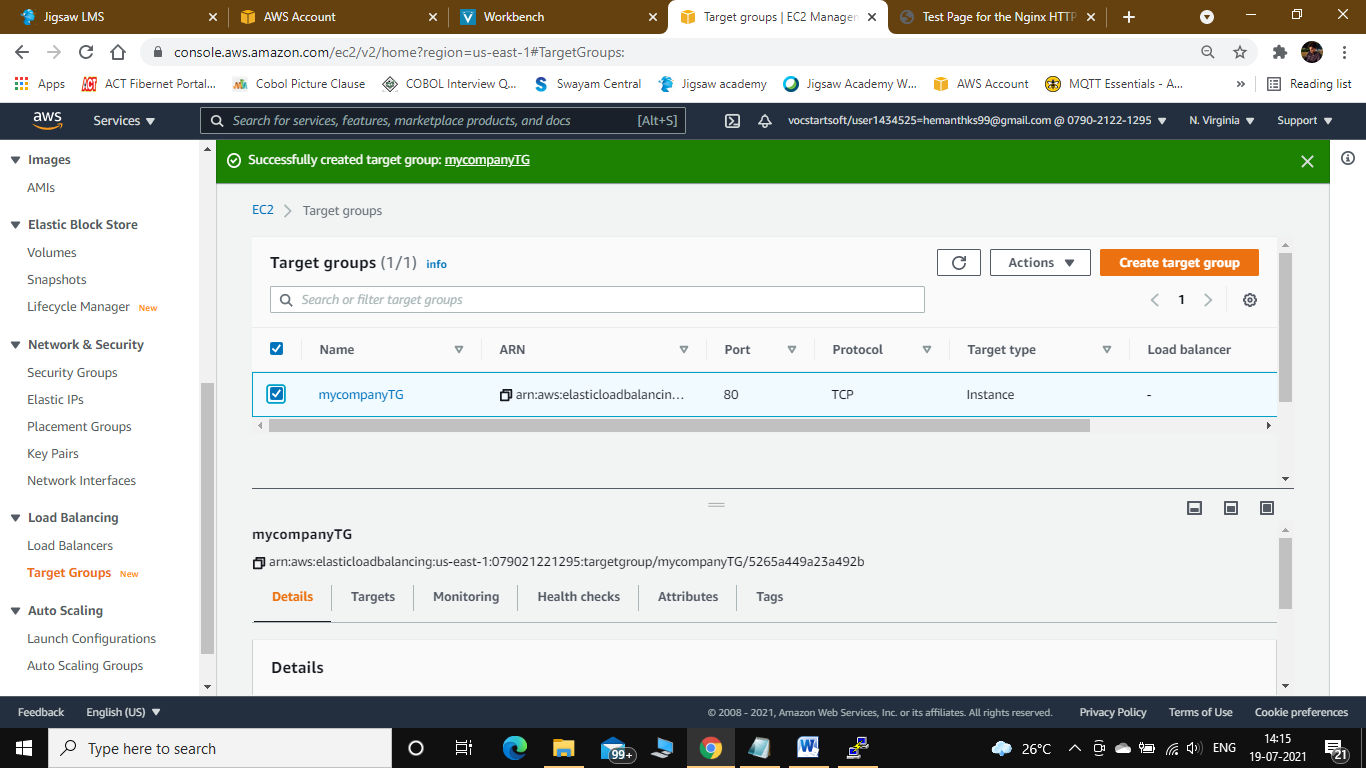 Jigsaw LMS
AWS Account
Workbench
Target groups | EC2 Manage
Test Page for the Nginx HTTP
console.aws.amazon.com/ec2/v2/home?region=us-east-1#TargetGroups:
Apps
ACT Fibernet Portal...
Cobol Picture Clause
COBOL Interview Q...
Swayam Central
Jigsaw academy
Jigsaw Academy W...
AWS Account
MQTT Essentials - A...
»
Reading list
aws
Services
Search for services, features, marketplace products, and docs
[Alt+S]
vocstartsoft/user1434525=hemanthks99@gmail.com @ 0790-2122-1295
N. Virginia
Support
Images
AMIs
Elastic Block Store
Volumes
Snapshots
Lifecycle Manager New
Network & Security
Security Groups
Elastic IPs
Placement Groups
Key Pairs
Network Interfaces
Load Balancing
Load Balancers
Target Groups New
Auto Scaling
Launch Configurations
Auto Scaling Groups
Successfully created target group: mycompanyTG
EC2 > Target groups
Target groups (1/1) info
Actions
Create target group
Search or filter target groups
1
Name ARN Port Protocol Target type Load balancer
mycompanyTG arn:aws:elasticloadbalancin... 80 TCP Instance -
mycompanyTG
arn:aws:elasticloadbalancing:us-east-1:079021221295:targetgroup/mycompanyTG/5265a449a23a492b
Details Targets Monitoring Health checks Attributes Tags
Details
Feedback English (US)
© 2008 - 2021, Amazon Web Services, Inc. or its affiliates. All rights reserved.
Privacy Policy Terms of Use Cookie preferences
Type here to search
99+
26°C
ENG
14:15
19-07-2021
21